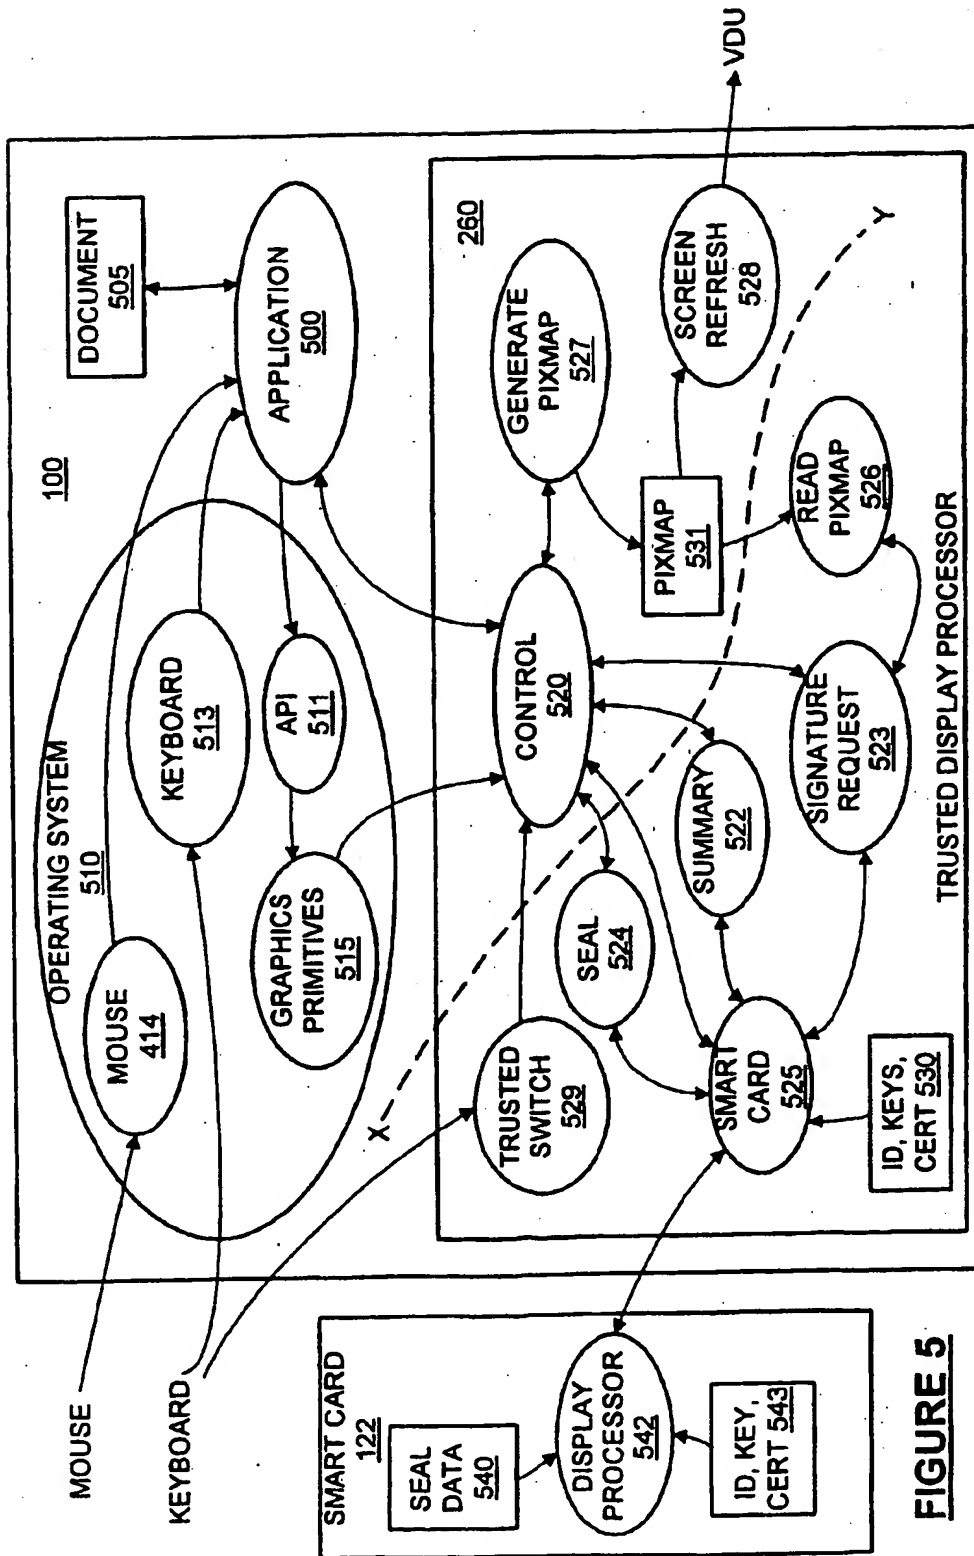 MOUSE
KEYBOARD
100
OPERATING SYSTEM
510
MOUSE
414
KEYBOARD
513
API
511
GRAPHICS
PRIMITIVES
515
DOCUMENT
505
APPLICATION
500
260
X
Y
TRUSTED
SWITCH
529
CONTROL
520
GENERATE
PIXMAP
527
SEAL
524
SUMMARY
522
PIXMAP
531
SCREEN
REFRESH
528
VDU
SMART
CARD
525
SIGNATURE
REQUEST
523
READ
PIXMAP
526
ID, KEYS,
CERT 530
TRUSTED DISPLAY PROCESSOR
SMART CARD
122
SEAL
DATA
540
DISPLAY
PROCESSOR
542
ID, KEY,
CERT 543
FIGURE 5